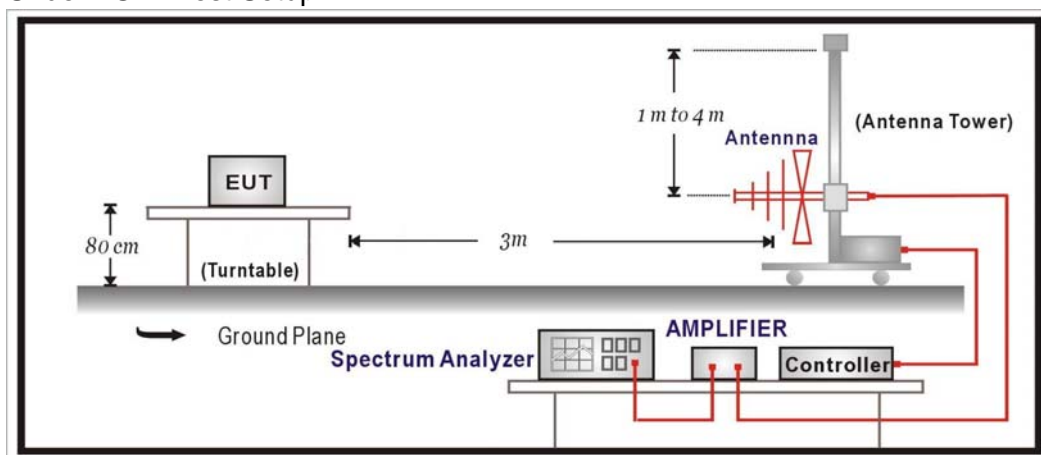 1 m to 4 m
(Antenna Tower)
Antennna
EUT
80 cm
3m
(Turntable)
Ground Plane
AMPLIFIER
Spectrum Analyzer
Controller